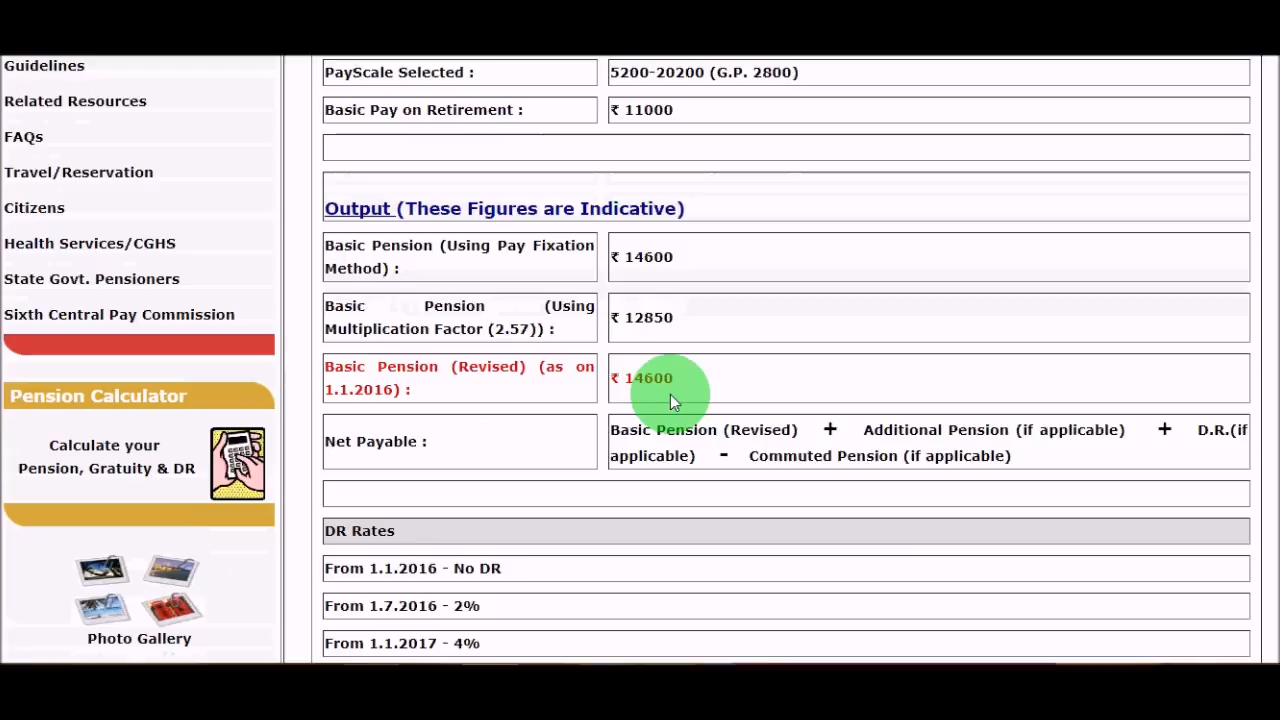 Guidelines
Related Resources
FAQs
Travel/Reservation
Citizens
Health Services/CGHS
State Govt. Pensioners
Sixth Central Pay Commission
Pension Calculator
Calculate your
Pension, Gratuity & DR
Photo Gallery
PayScale Selected : 5200-20200 (G.P. 2800)
Basic Pay on Retirement : ₹ 11000
Output (These Figures are Indicative)
Basic Pension (Using Pay Fixation
Method) : ₹ 14600
Basic Pension (Using
Multiplication Factor (2.57)) : ₹ 12850
Basic Pension (Revised) (as on
1.1.2016) : ₹ 14600
Net Payable : Basic Pension (Revised) + Additional Pension (if applicable) + D.R.(if
applicable) - Commuted Pension (if applicable)
DR Rates
From 1.1.2016 - No DR
From 1.7.2016 - 2%
From 1.1.2017 - 4%